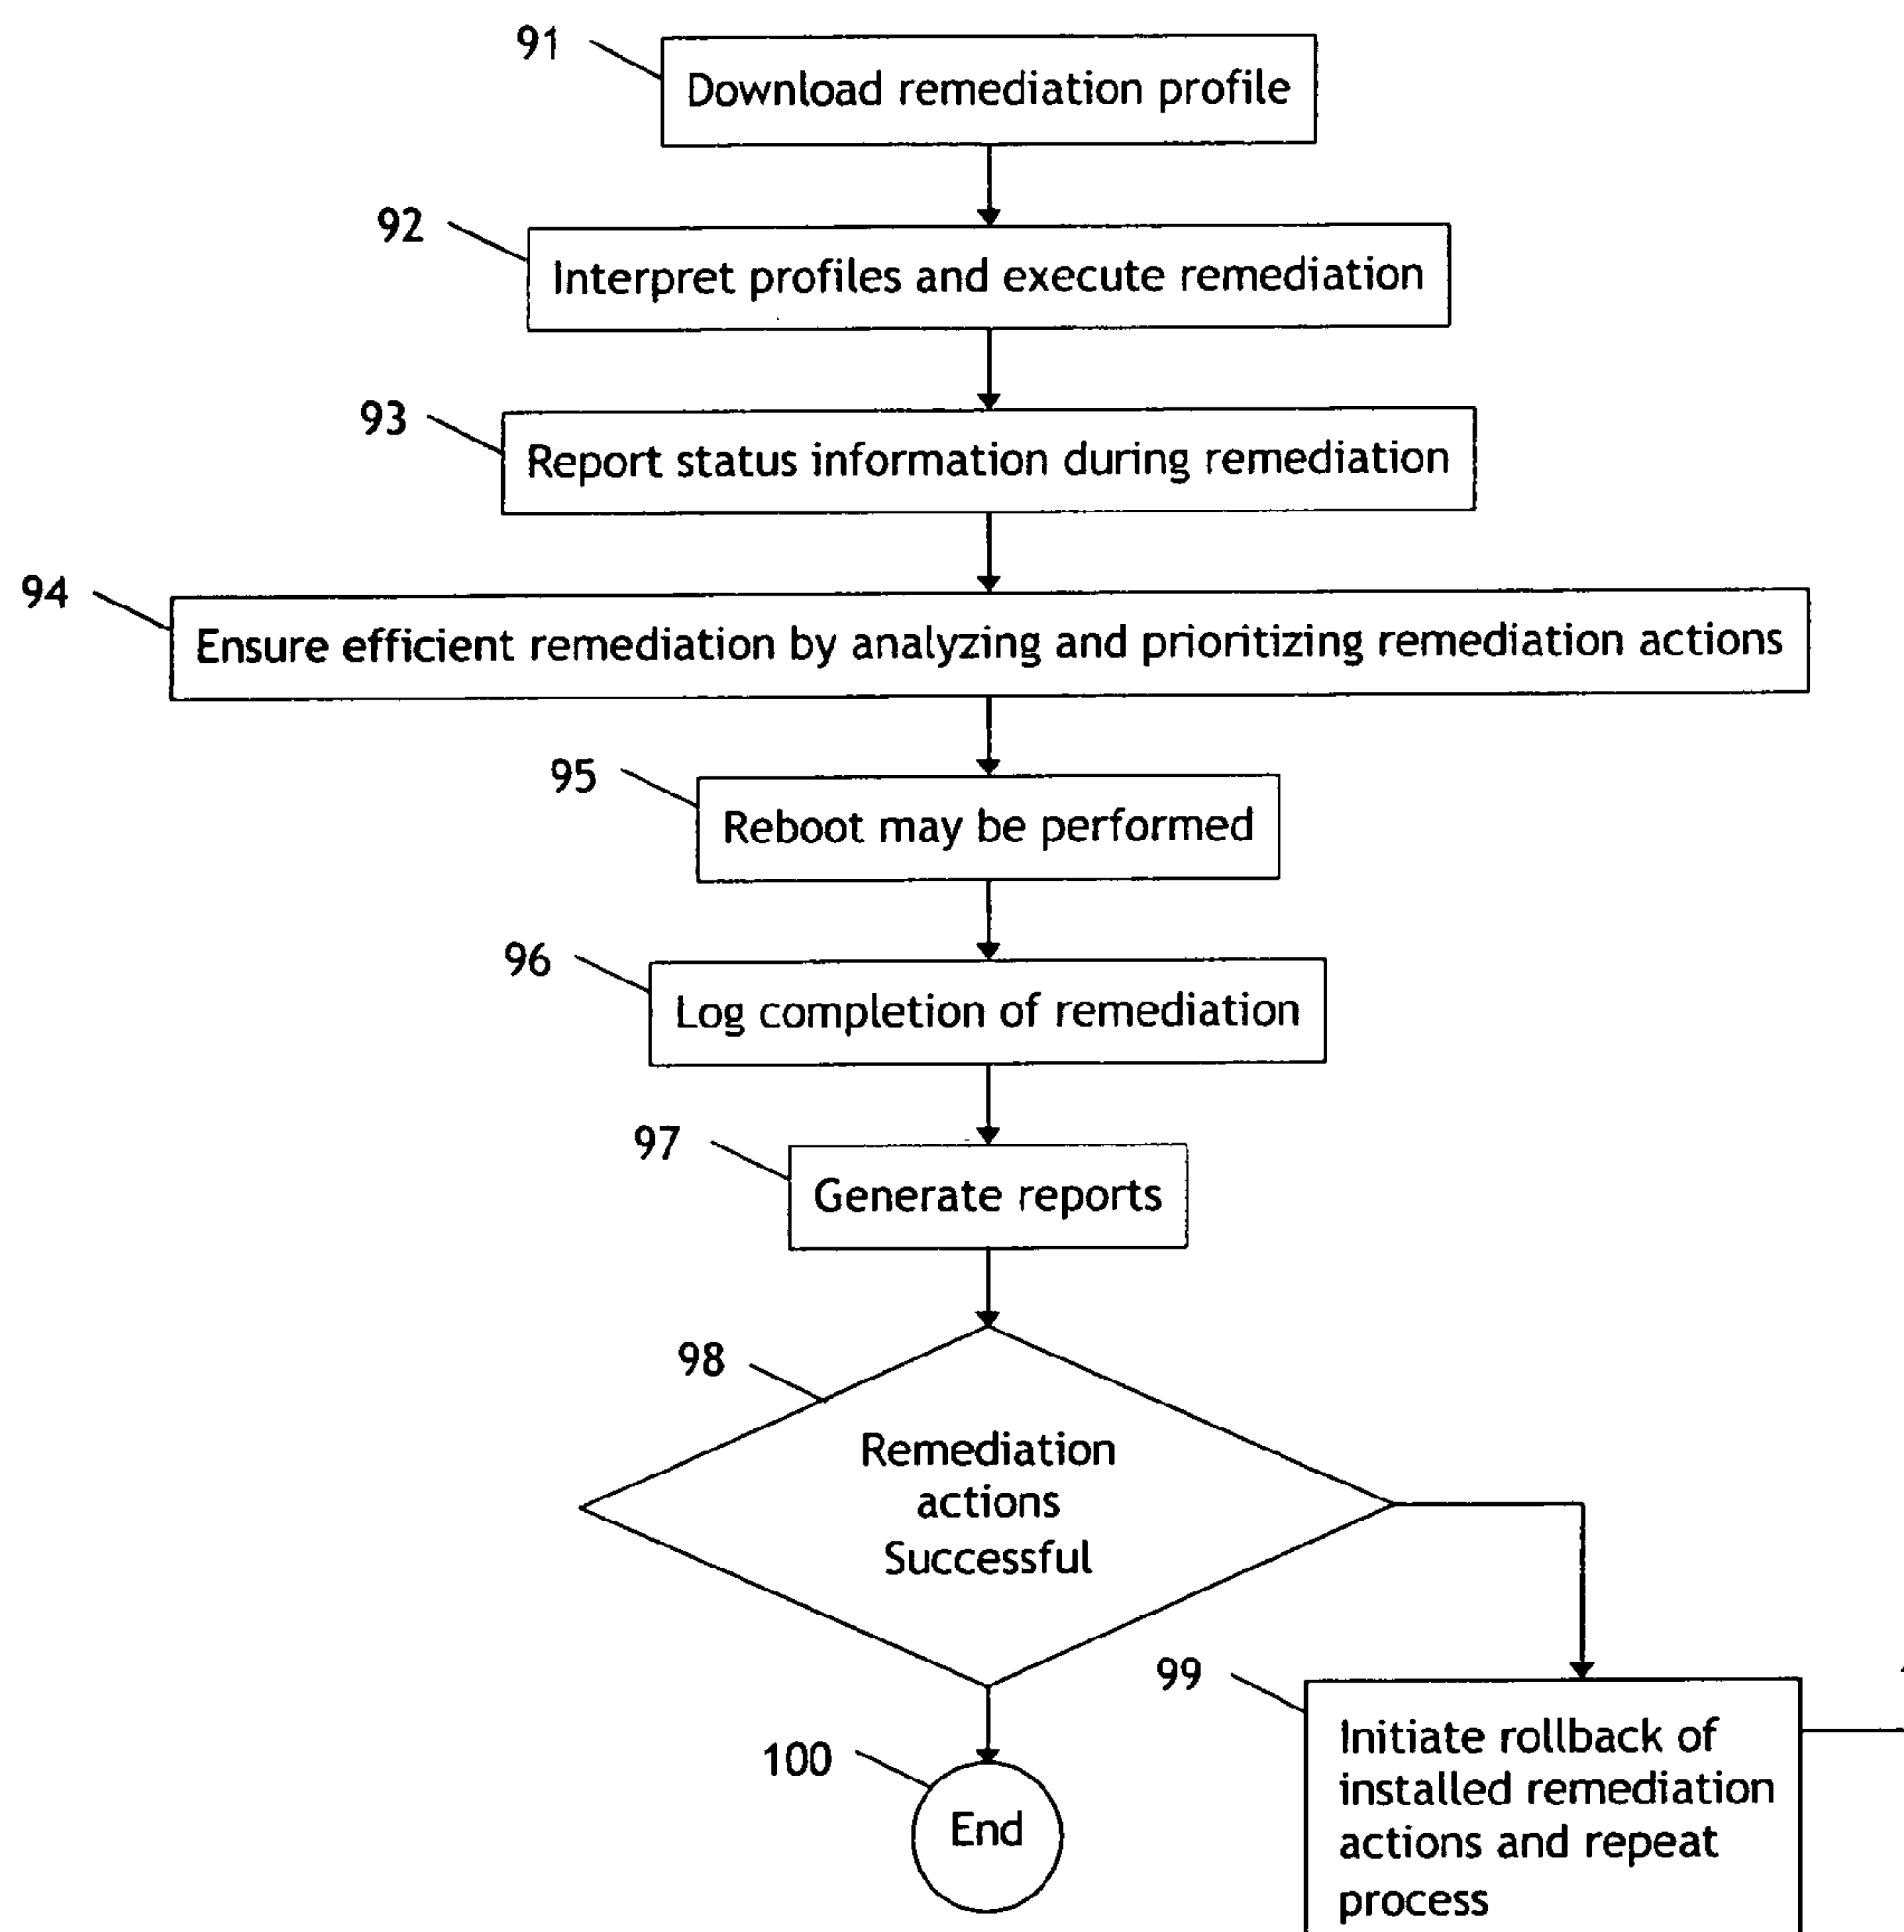 91
Download remediation profile
92
Interpret profiles and execute remediation
93
Report status information during remediation
94
Ensure efficient remediation by analyzing and prioritizing remediation actions
95
Reboot may be performed
96
Log completion of remediation
97
Generate reports
98
Remediation
actions
Successful
99
Initiate rollback of
installed remediation
actions and repeat
process
100
End